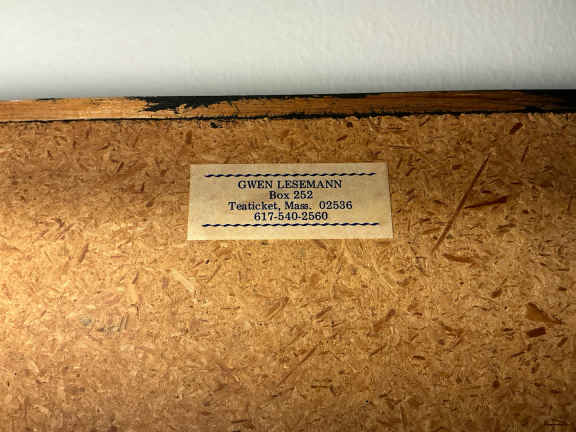 GWEN LESEMANN
Box 252
Teaticket, Mass. 02536
617-540-2560